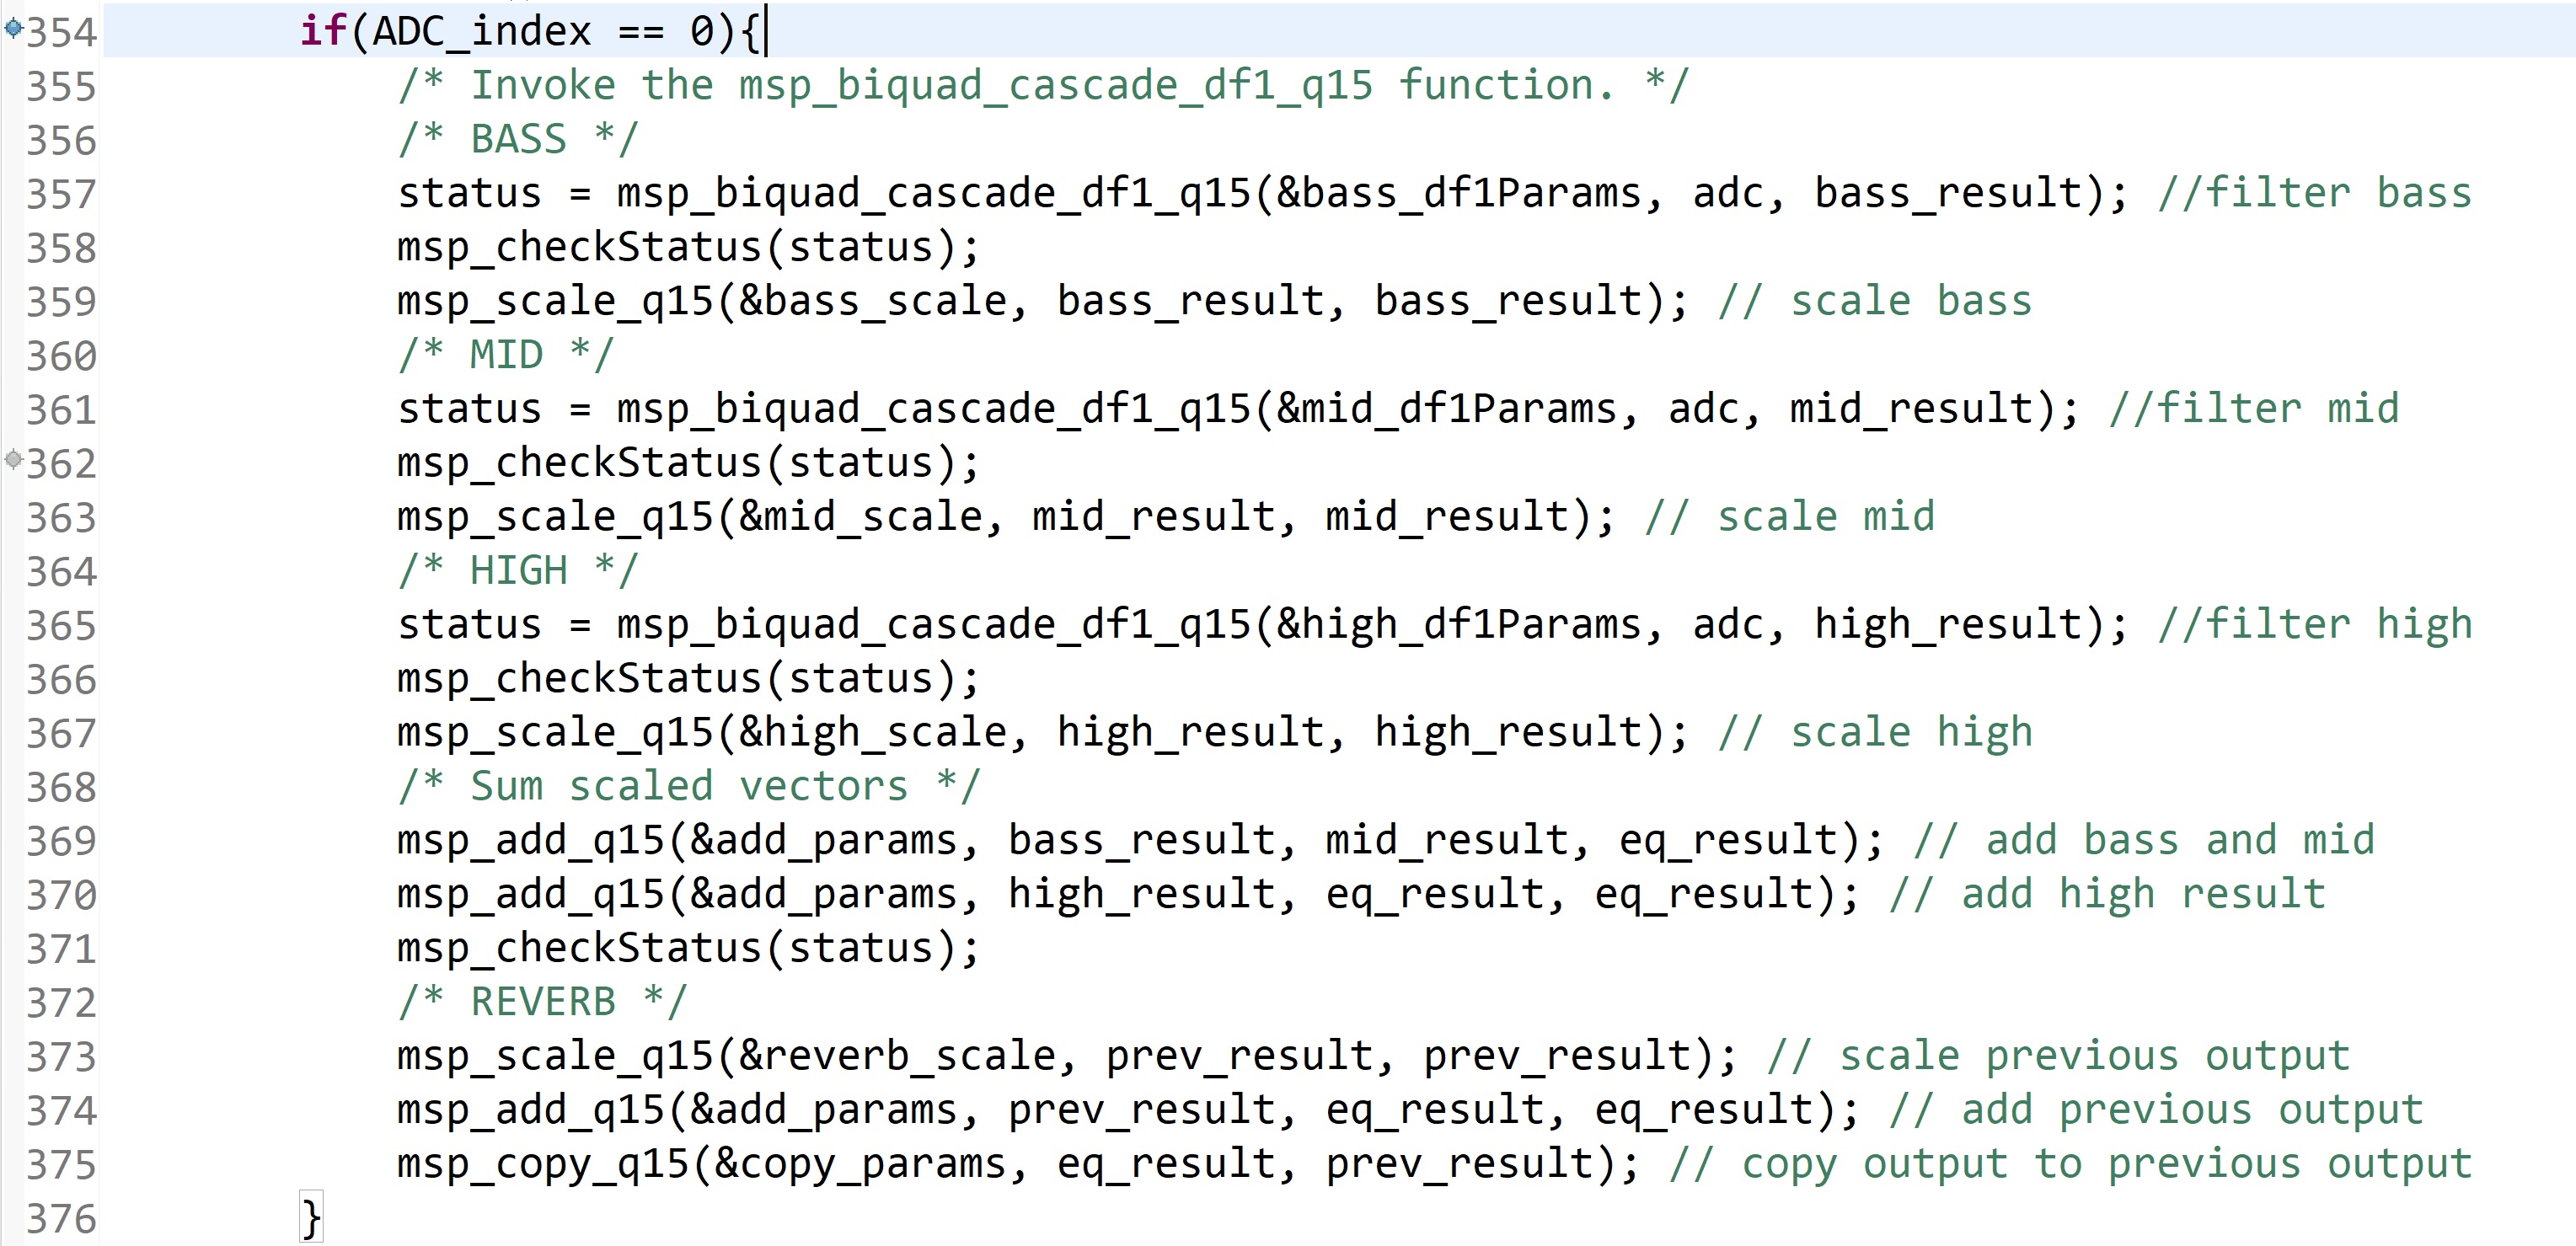 354 if(ADC_index == 0){
355 /* Invoke the msp_biquad_cascade_df1_q15 function. */
356 /* BASS */
357 status = msp_biquad_cascade_df1_q15(&bass_df1Params, adc, bass_result); //filter bass
358 msp_checkStatus(status);
359 msp_scale_q15(&bass_scale, bass_result, bass_result); // scale bass
360 /* MID */
361 status = msp_biquad_cascade_df1_q15(&mid_df1Params, adc, mid_result); //filter mid
362 msp_checkStatus(status);
363 msp_scale_q15(&mid_scale, mid_result, mid_result); // scale mid
364 /* HIGH */
365 status = msp_biquad_cascade_df1_q15(&high_df1Params, adc, high_result); //filter high
366 msp_checkStatus(status);
367 msp_scale_q15(&high_scale, high_result, high_result); // scale high
368 /* Sum scaled vectors */
369 msp_add_q15(&add_params, bass_result, mid_result, eq_result); // add bass and mid
370 msp_add_q15(&add_params, high_result, eq_result, eq_result); // add high result
371 msp_checkStatus(status);
372 /* REVERB */
373 msp_scale_q15(&reverb_scale, prev_result, prev_result); // scale previous output
374 msp_add_q15(&add_params, prev_result, eq_result, eq_result); // add previous output
375 msp_copy_q15(&copy_params, eq_result, prev_result); // copy output to previous output
376 }